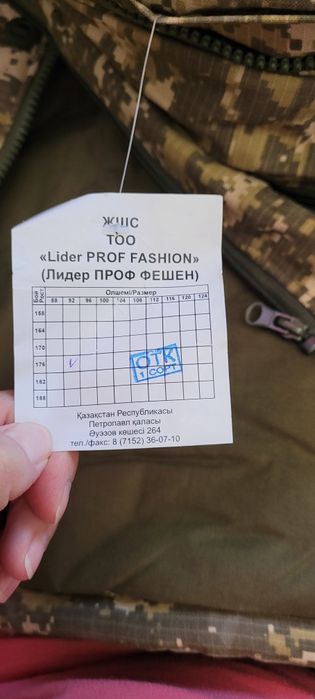 ЖШС
ТОО
«Lider PROF FASHION»
(Лидер ПРОФ ФЕШЕН)
Бой Рост Өлшемі/Размер
88 92 96 100 104 108 112 116 120 124
158
164
170
176 v
182
188
ОТК
1 СОРТ
Қазақстан Республикасы
Петропавл қаласы
Әуэзов көшесі 264
тел./факс: 8 (7152) 36-07-10